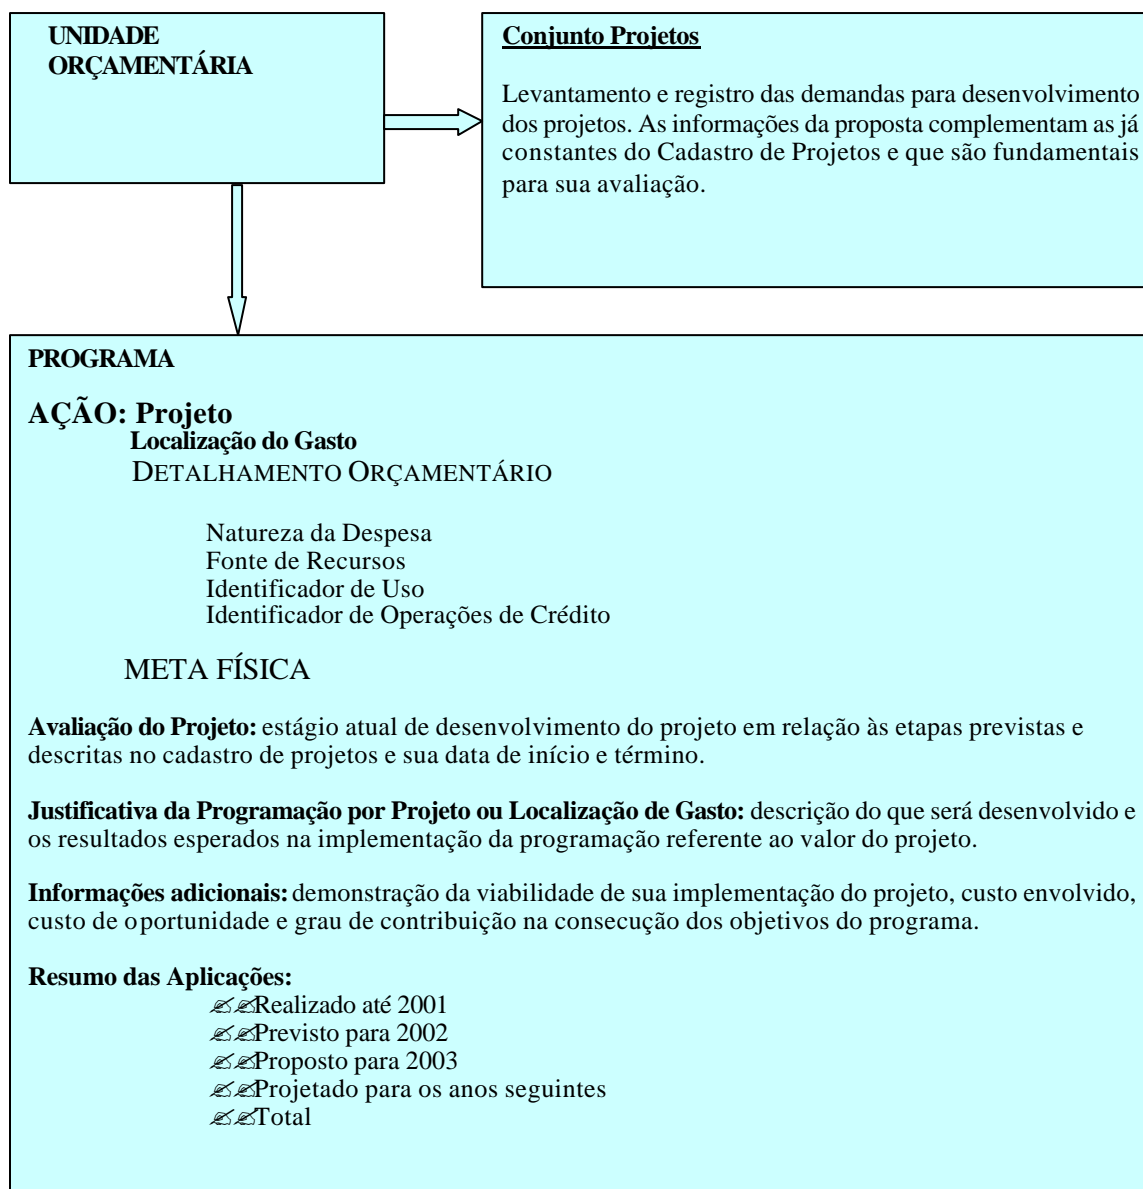 UNIDADE
ORÇAMENTÁRIA
Conjunto Projetos
Levantamento e registro das demandas para desenvolvimento
dos projetos. As informações da proposta complementam as já
constantes do Cadastro de Projetos e que são fundamentais
para sua avaliação.
PROGRAMA
AÇÃO: Projeto
Localização do Gasto
DETALHAMENTO ORÇAMENTÁRIO
Natureza da Despesa
Fonte de Recursos
Identificador de Uso
Identificador de Operações de Crédito
META FÍSICA
Avaliação do Projeto: estágio atual de desenvolvimento do projeto em relação às etapas previstas e
descritas no cadastro de projetos e sua data de início e término.
Justificativa da Programação por Projeto ou Localização de Gasto: descrição do que será desenvolvido e
os resultados esperados na implementação da programação referente ao valor do projeto.
Informações adicionais: demonstração da viabilidade de sua implementação do projeto, custo envolvido,
custo de oportunidade e grau de contribuição na consecução dos objetivos do programa.
Resumo das Aplicações:
Realizado até 2001
Previsto para 2002
Proposto para 2003
Projetado para os anos seguintes
Total